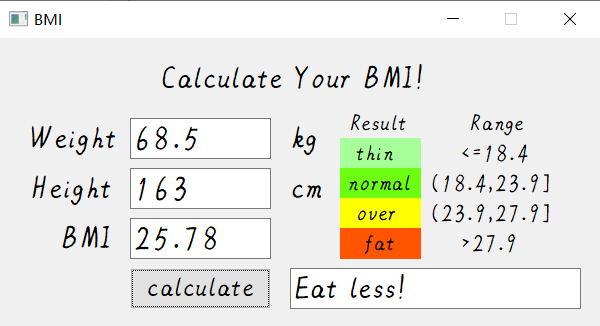 BMI
Calculate Your BMI!
Result Range
Weight 68.5 kg
thin <=18.4
Height 163 cm
normal (18.4,23.9]
over (23.9,27.9]
BMI 25.78
fat >27.9
calculate Eat less!